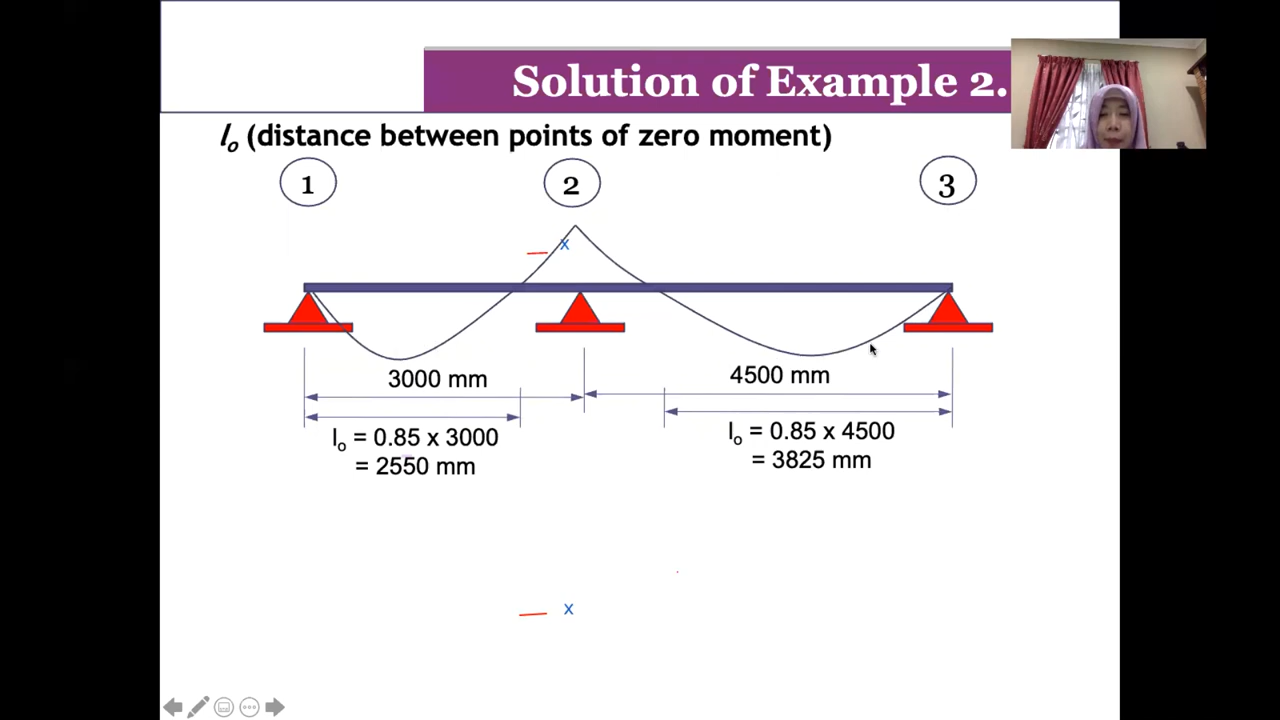 Solution of Example 2.
lo (distance between points of zero moment)
1
2
3
x
3000 mm
4500 mm
lo = 0.85 x 3000
= 2550 mm
lo = 0.85 x 4500
= 3825 mm
x